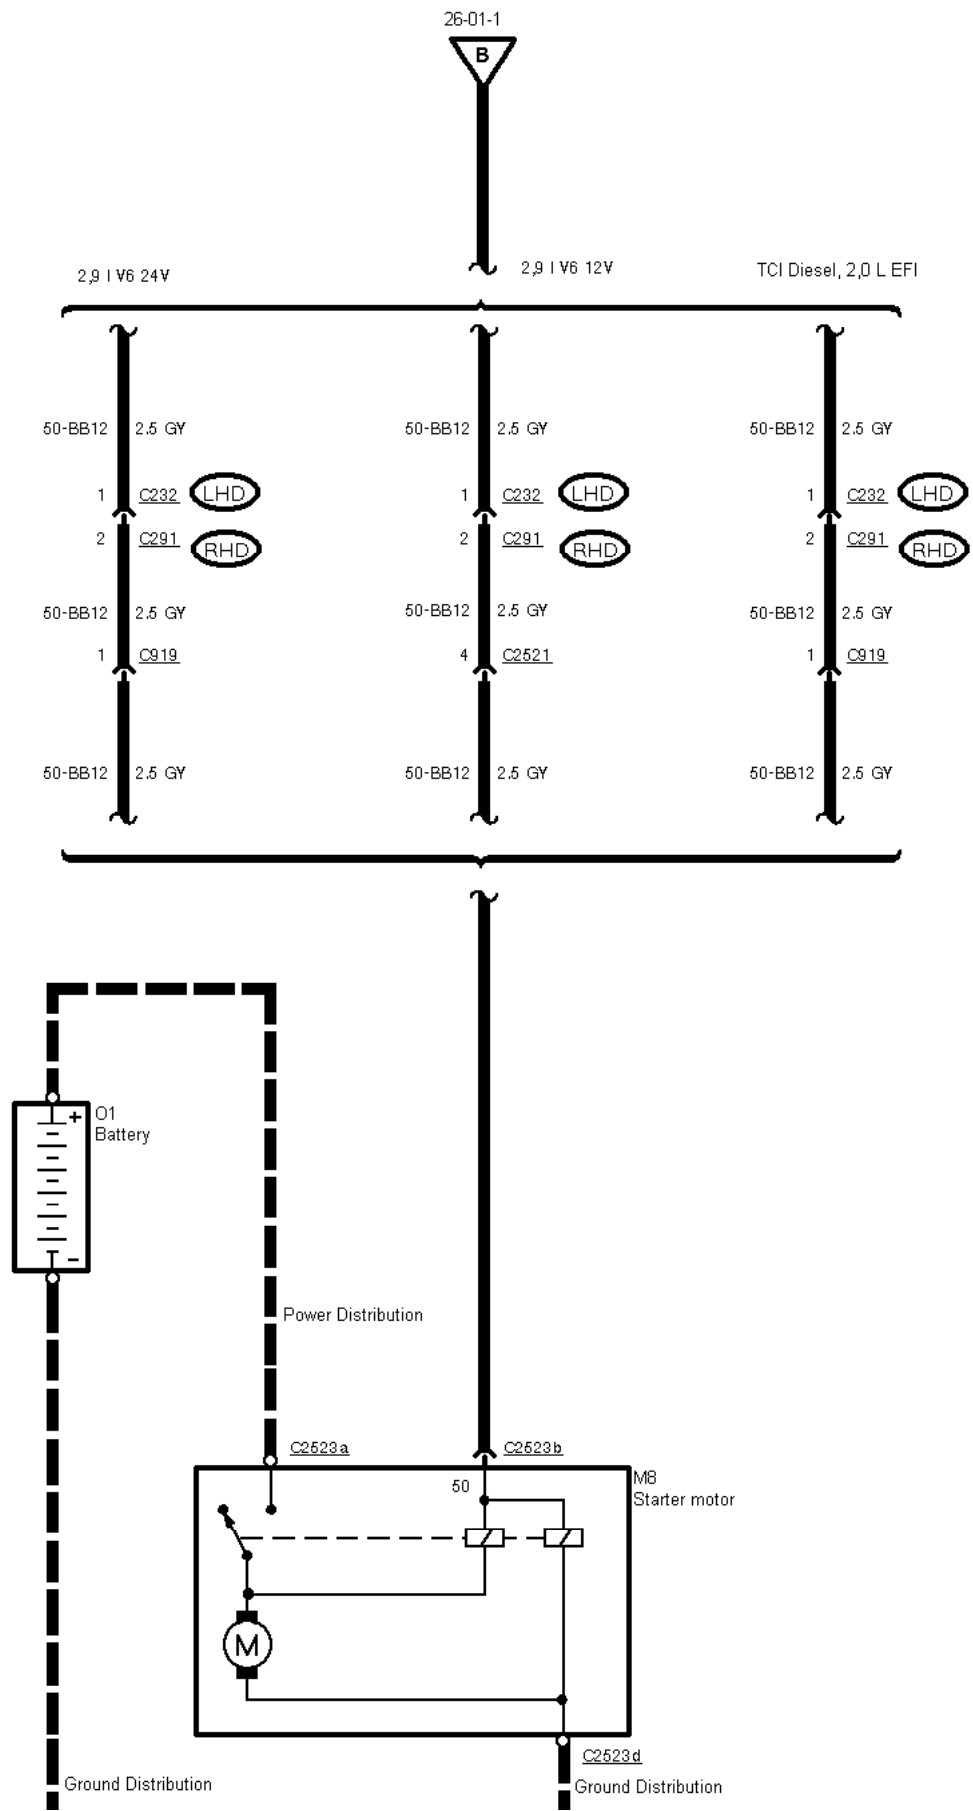 26-01-1
B
2,9 l V6 24V
2,9 l V6 12V
TCI Diesel, 2,0 L EFI
50-BB12 2.5 GY
50-BB12 2.5 GY
50-BB12 2.5 GY
1 C232 LHD
1 C232 LHD
1 C232 LHD
2 C291 RHD
2 C291 RHD
2 C291 RHD
50-BB12 2.5 GY
50-BB12 2.5 GY
50-BB12 2.5 GY
1 C919
4 C2521
1 C919
50-BB12 2.5 GY
50-BB12 2.5 GY
50-BB12 2.5 GY
+
O1
Battery
-
Power Distribution
C2523a
C2523b
50
M8
Starter motor
M
C2523d
Ground Distribution
Ground Distribution